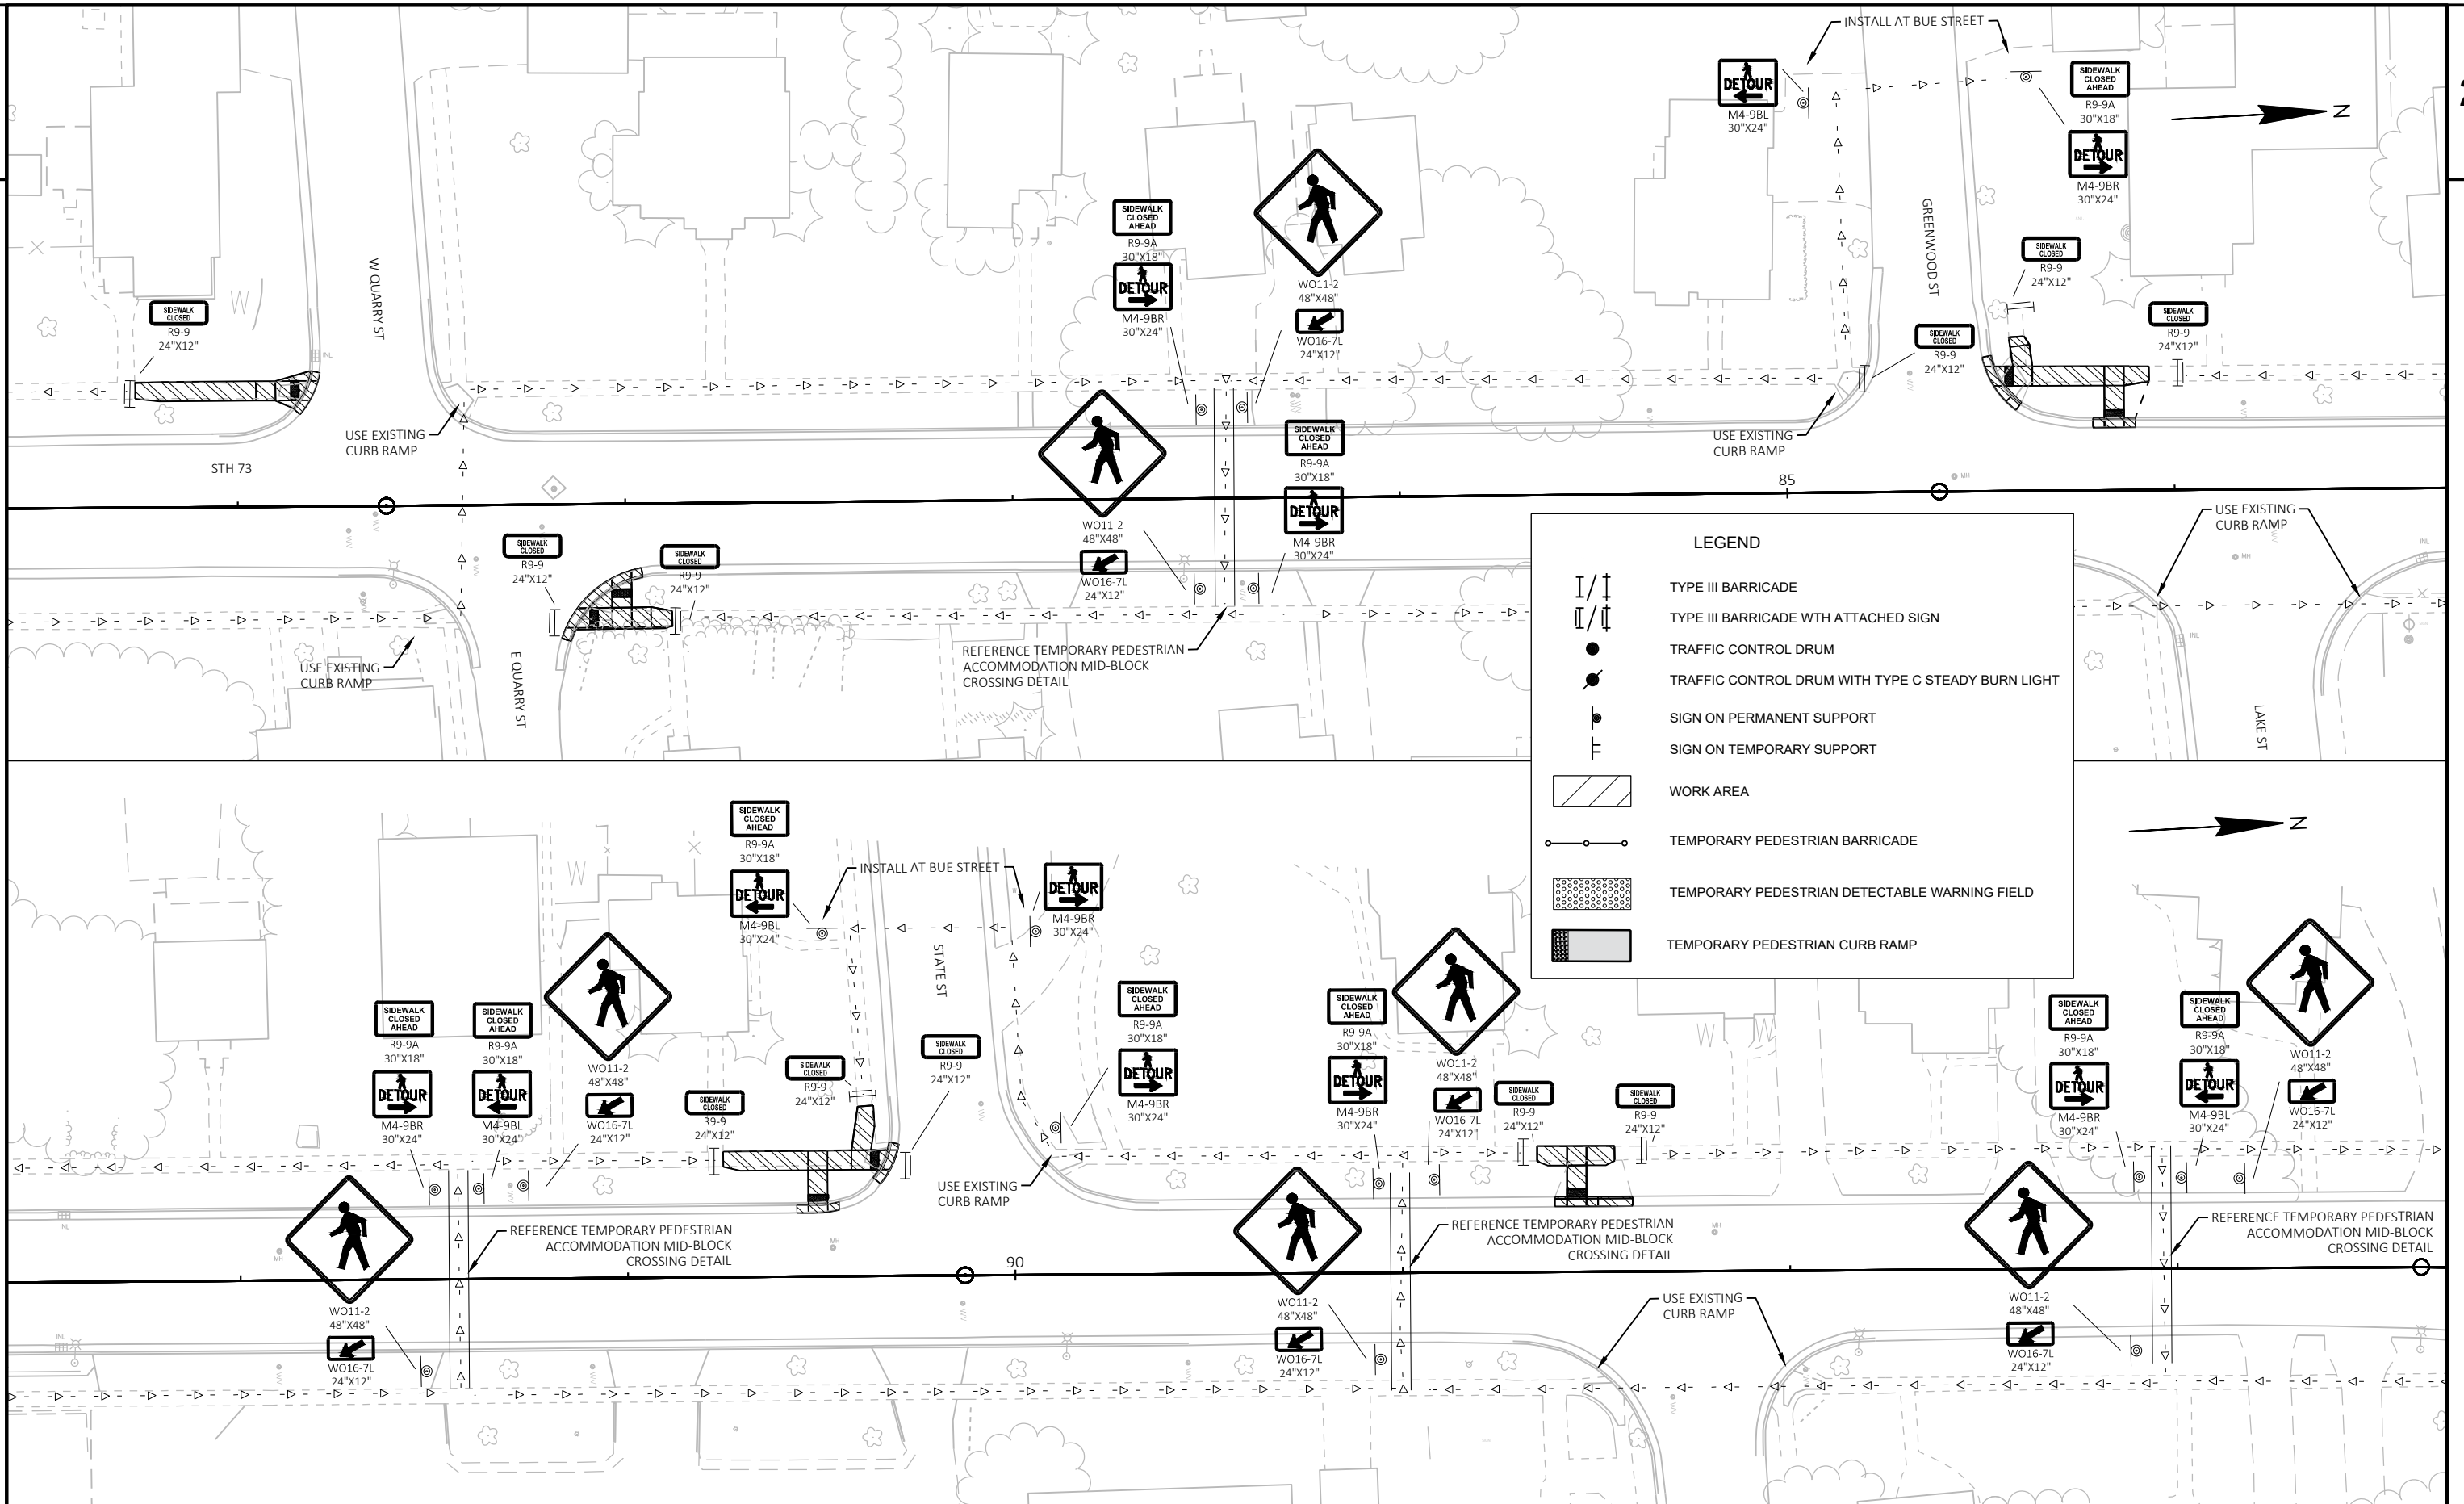 INSTALL AT BUE STREET
DETOUR
M4-9BL
30"X24"
SIDEWALK
CLOSED
AHEAD
R9-9A
30"X18"
DETOUR
M4-9BR
30"X24"
N
2
W QUARRY ST
SIDEWALK
CLOSED
R9-9
24"X12"
INL
SIDEWALK
CLOSED
AHEAD
R9-9A
30"X18"
DETOUR
M4-9BR
30"X24"
WO11-2
48"X48"
WO16-7L
24"X12"
GREENWOOD ST
SIDEWALK
CLOSED
R9-9
24"X12"
SIDEWALK
CLOSED
R9-9
24"X12"
SIDEWALK
CLOSED
R9-9
24"X12"
USE EXISTING
CURB RAMP
STH 73
USE EXISTING
CURB RAMP
85
MH
SIDEWALK
CLOSED
AHEAD
R9-9A
30"X18"
DETOUR
M4-9BR
30"X24"
WO11-2
48"X48"
WO16-7L
24"X12"
SIDEWALK
CLOSED
R9-9
24"X12"
SIDEWALK
CLOSED
R9-9
24"X12"
USE EXISTING
CURB RAMP
E QUARRY ST
REFERENCE TEMPORARY PEDESTRIAN
ACCOMMODATION MID-BLOCK
CROSSING DETAIL
USE EXISTING
CURB RAMP
MH
INL
INL
LAKE ST
LEGEND
TYPE III BARRICADE
TYPE III BARRICADE WTH ATTACHED SIGN
TRAFFIC CONTROL DRUM
TRAFFIC CONTROL DRUM WITH TYPE C STEADY BURN LIGHT
SIGN ON PERMANENT SUPPORT
SIGN ON TEMPORARY SUPPORT
WORK AREA
TEMPORARY PEDESTRIAN BARRICADE
TEMPORARY PEDESTRIAN DETECTABLE WARNING FIELD
TEMPORARY PEDESTRIAN CURB RAMP
N
SIDEWALK
CLOSED
AHEAD
R9-9A
30"X18"
DETOUR
M4-9BL
30"X24"
INSTALL AT BUE STREET
DETOUR
M4-9BR
30"X24"
STATE ST
SIDEWALK
CLOSED
AHEAD
R9-9A
30"X18"
DETOUR
M4-9BR
30"X24"
SIDEWALK
CLOSED
AHEAD
R9-9A
30"X18"
DETOUR
M4-9BL
30"X24"
WO11-2
48"X48"
WO16-7L
24"X12"
SIDEWALK
CLOSED
R9-9
24"X12"
SIDEWALK
CLOSED
R9-9
24"X12"
SIDEWALK
CLOSED
R9-9
24"X12"
SIDEWALK
CLOSED
AHEAD
R9-9A
30"X18"
DETOUR
M4-9BR
30"X24"
SIDEWALK
CLOSED
AHEAD
R9-9A
30"X18"
DETOUR
M4-9BR
30"X24"
WO11-2
48"X48"
WO16-7L
24"X12"
SIDEWALK
CLOSED
R9-9
24"X12"
SIDEWALK
CLOSED
R9-9
24"X12"
SIDEWALK
CLOSED
AHEAD
R9-9A
30"X18"
DETOUR
M4-9BR
30"X24"
SIDEWALK
CLOSED
AHEAD
R9-9A
30"X18"
DETOUR
M4-9BL
30"X24"
WO11-2
48"X48"
WO16-7L
24"X12"
USE EXISTING
CURB RAMP
INL
MH
MH
MH
REFERENCE TEMPORARY PEDESTRIAN
ACCOMMODATION MID-BLOCK
CROSSING DETAIL
REFERENCE TEMPORARY PEDESTRIAN
ACCOMMODATION MID-BLOCK
CROSSING DETAIL
REFERENCE TEMPORARY PEDESTRIAN
ACCOMMODATION MID-BLOCK
CROSSING DETAIL
90
WO11-2
48"X48"
WO16-7L
24"X12"
WO11-2
48"X48"
WO16-7L
24"X12"
USE EXISTING
CURB RAMP
WO11-2
48"X48"
WO16-7L
24"X12"
INL